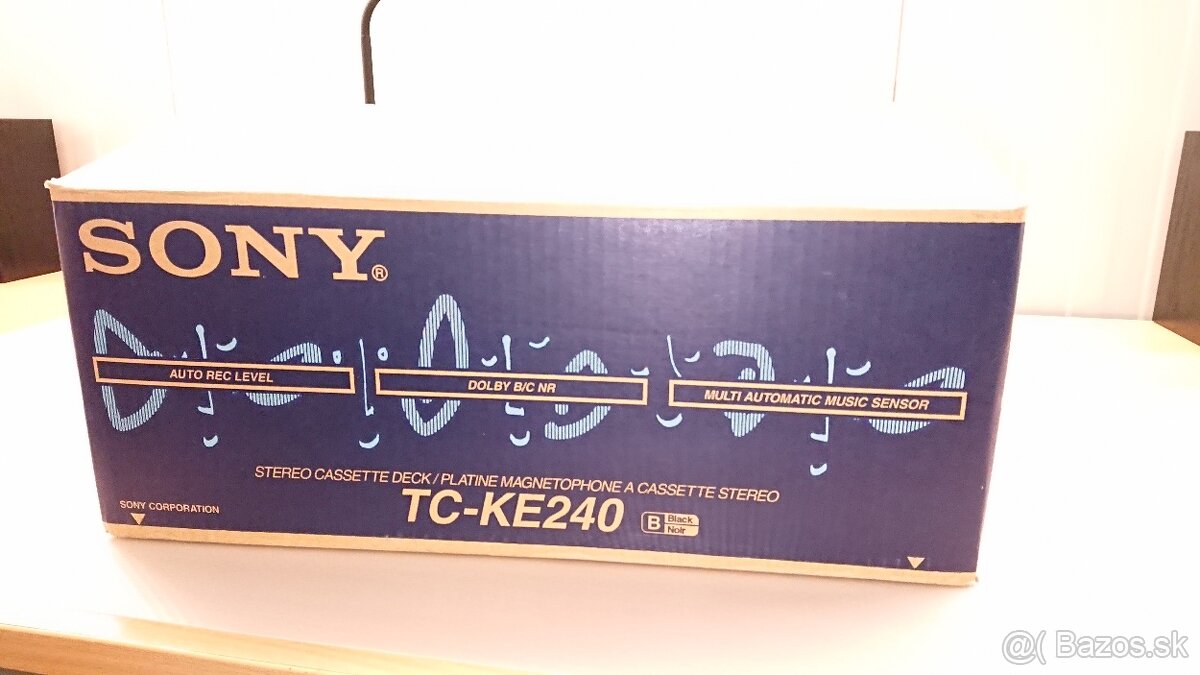 SONY®
AUTO REC LEVEL
DOLBY B/C NR
MULTI AUTOMATIC MUSIC SENSOR
STEREO CASSETTE DECK/PLATINE MAGNETOPHONE A CASSETTE STEREO
SONY CORPORATION
TC-KE240
B Black
Noir
@( Bazos.sk